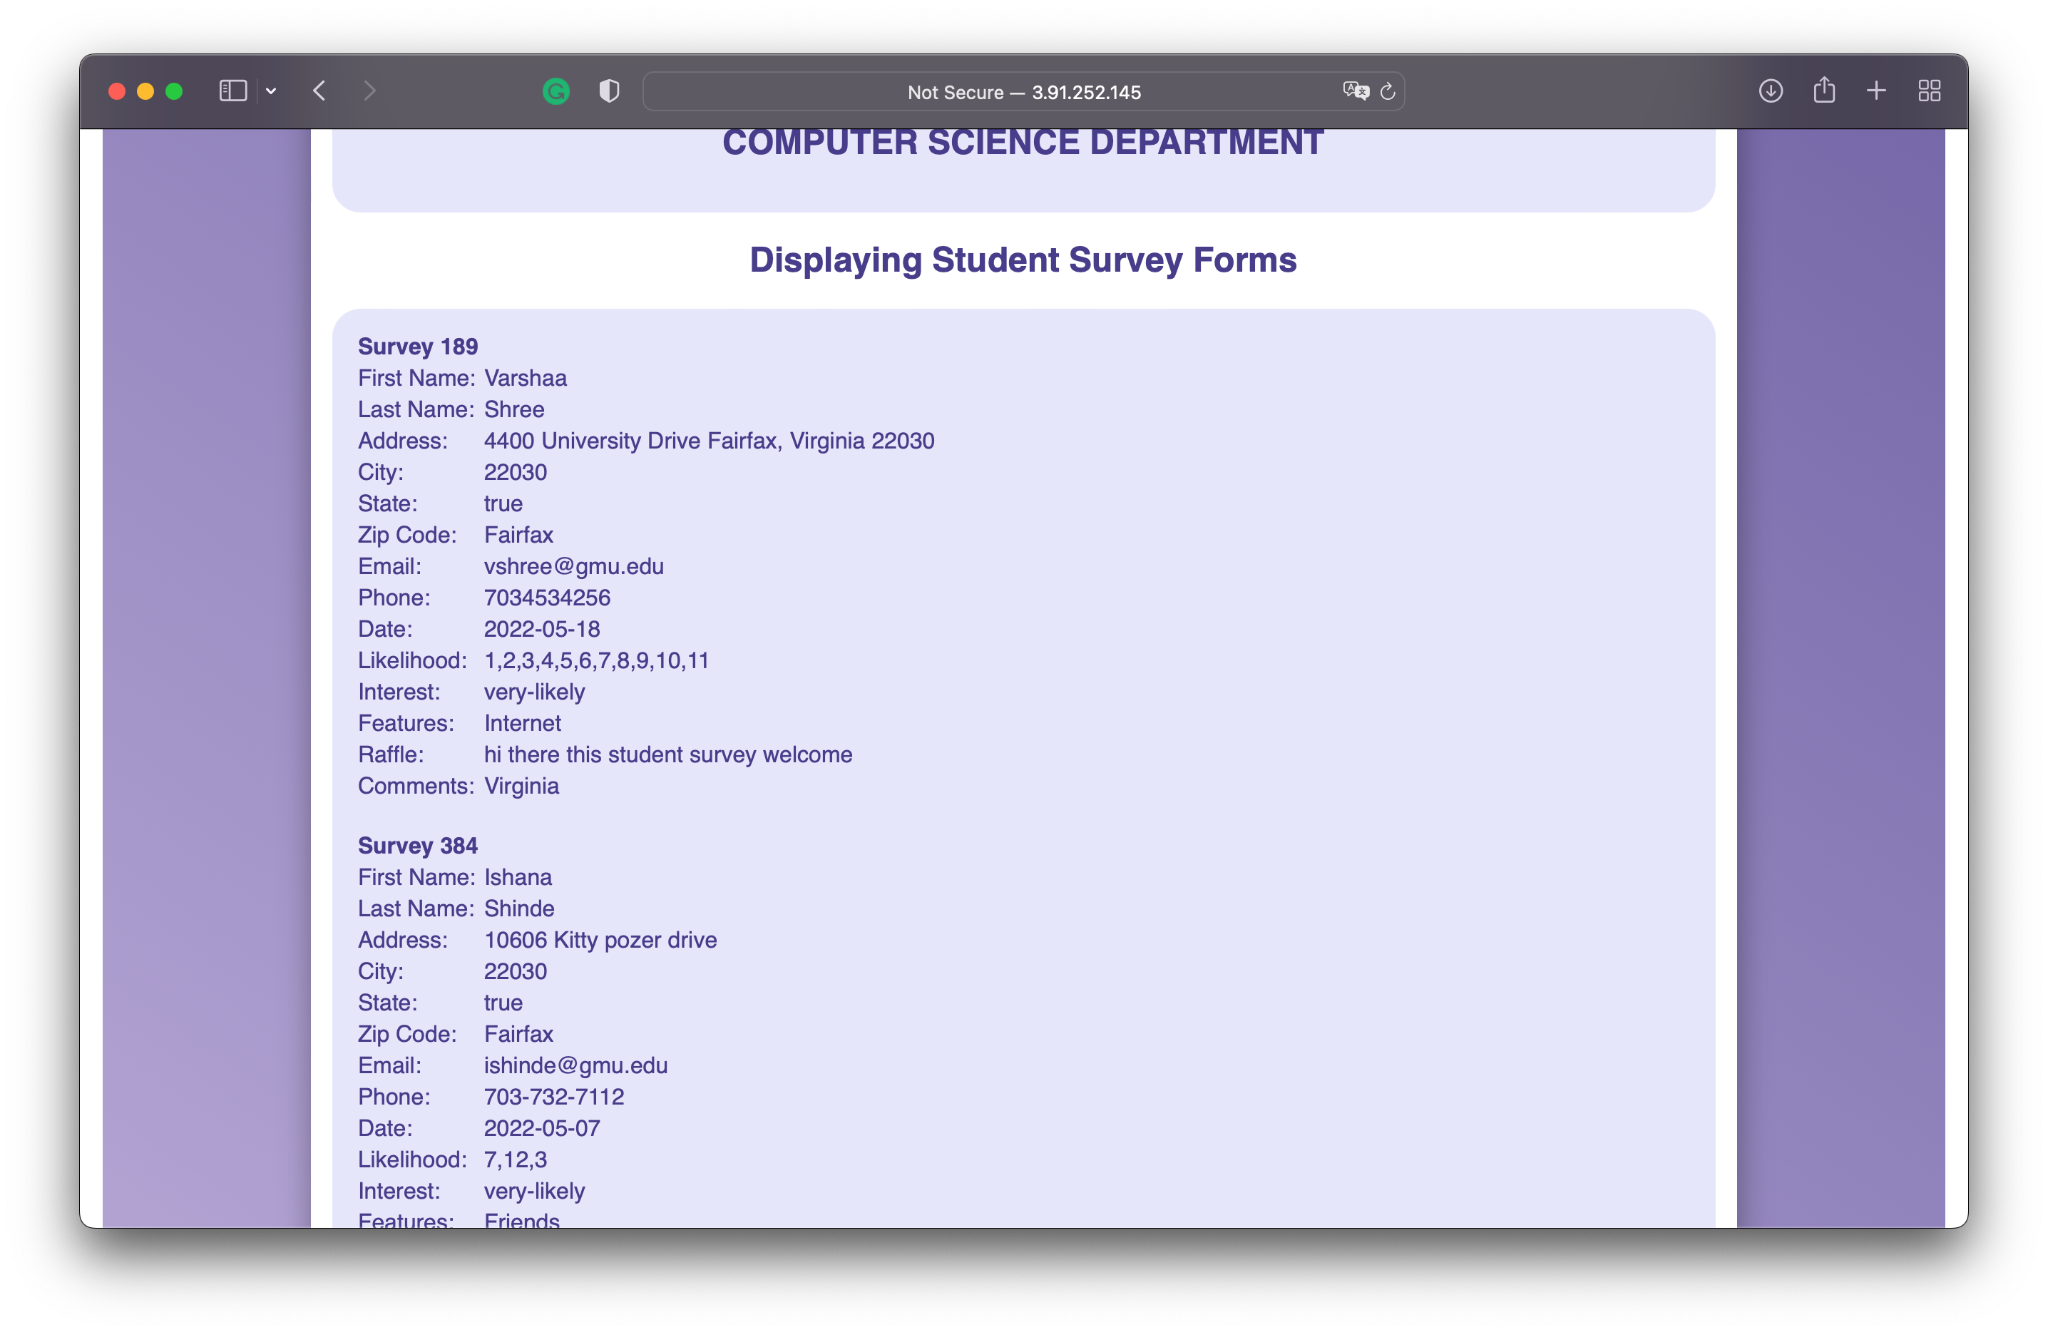 Not Secure — 3.91.252.145
COMPUTER SCIENCE DEPARTMENT
Displaying Student Survey Forms
Survey 189
First Name: Varshaa
Last Name: Shree
Address: 4400 University Drive Fairfax, Virginia 22030
City: 22030
State: true
Zip Code: Fairfax
Email: vshree@gmu.edu
Phone: 7034534256
Date: 2022-05-18
Likelihood: 1,2,3,4,5,6,7,8,9,10,11
Interest: very-likely
Features: Internet
Raffle: hi there this student survey welcome
Comments: Virginia
Survey 384
First Name: Ishana
Last Name: Shinde
Address: 10606 Kitty pozer drive
City: 22030
State: true
Zip Code: Fairfax
Email: ishinde@gmu.edu
Phone: 703-732-7112
Date: 2022-05-07
Likelihood: 7,12,3
Interest: very-likely
Features: Friends